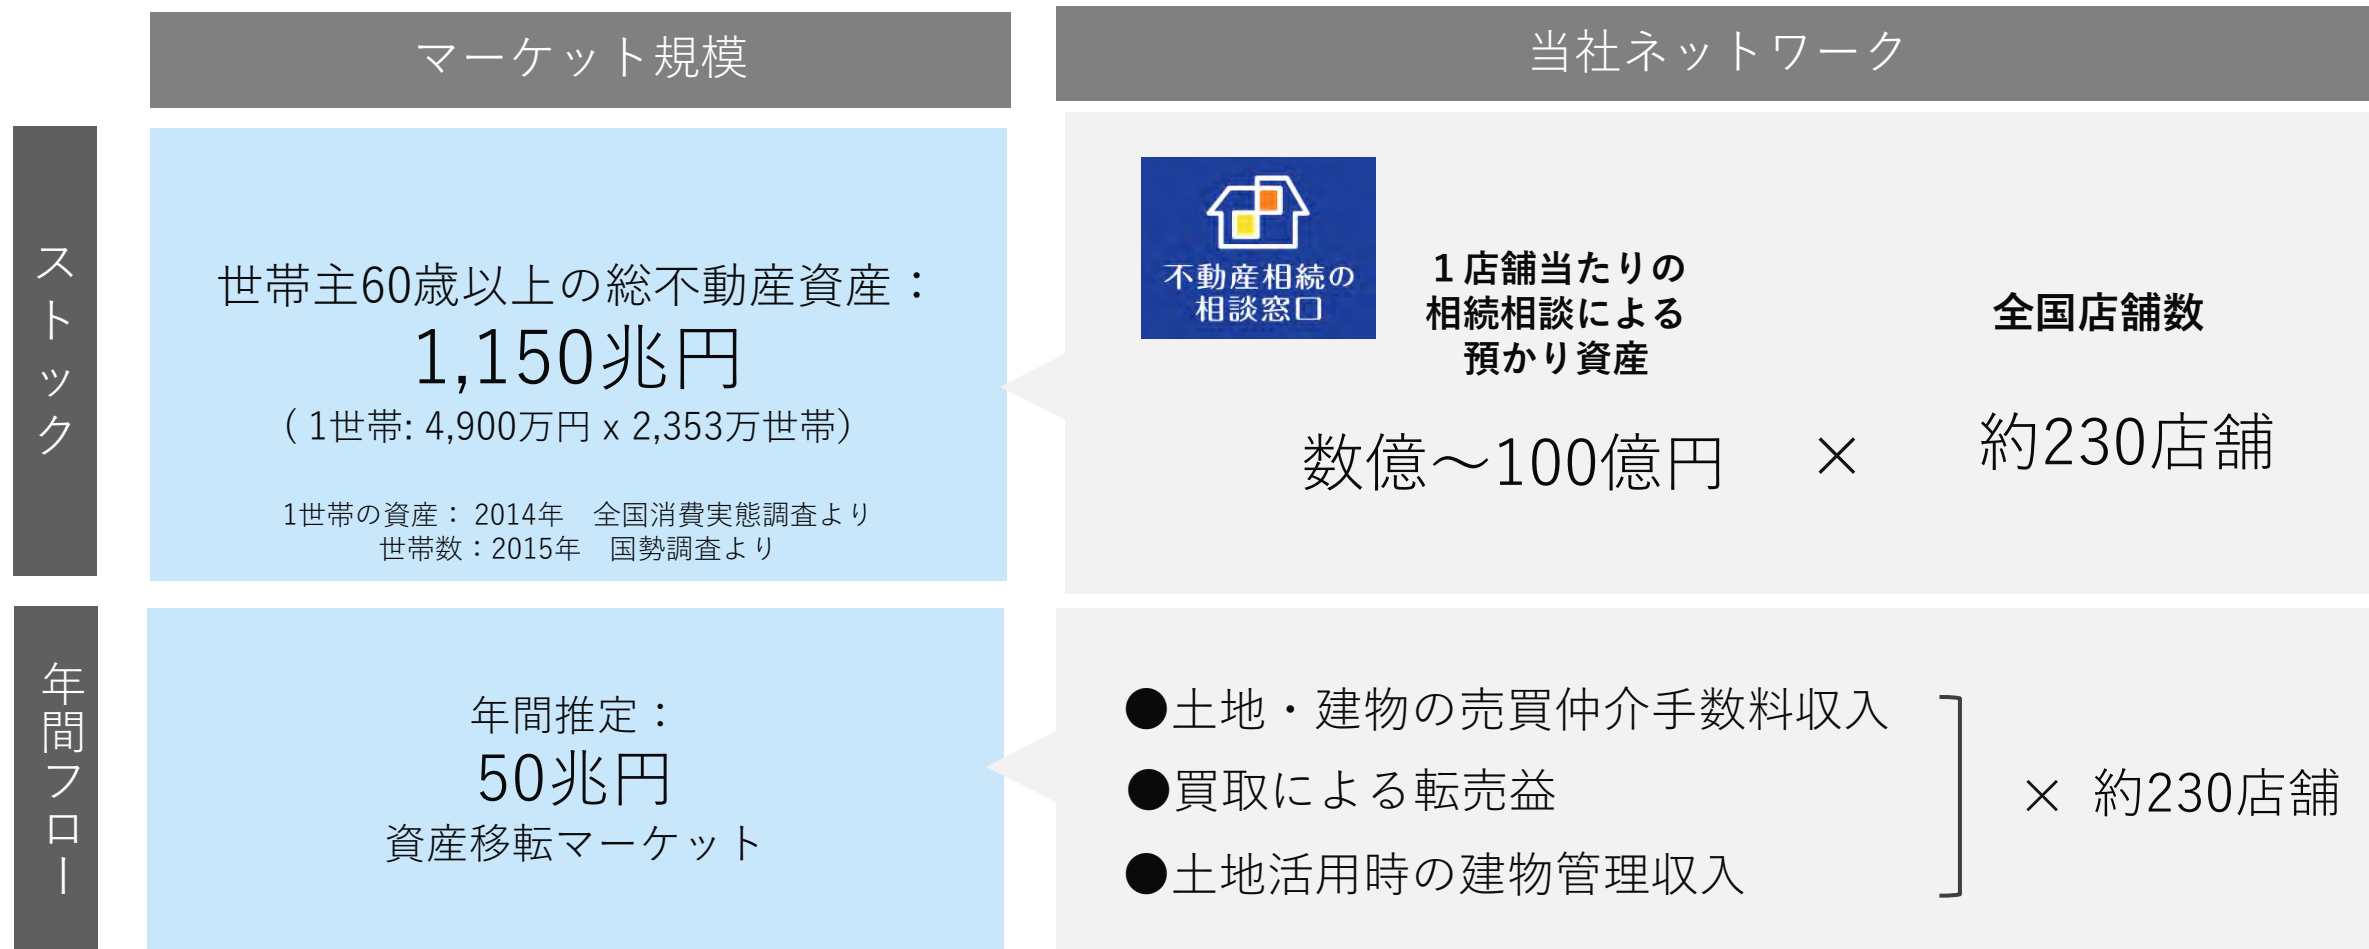 マーケット規模
当社ネットワーク
ストック
世帯主60歳以上の総不動産資産：
1,150兆円
( 1世帯: 4,900万円 x 2,353万世帯)
1世帯の資産： 2014年　全国消費実態調査より
世帯数：2015年　国勢調査より
不動産相続の
相談窓口
１店舗当たりの
相続相談による
預かり資産
全国店舗数
数億～100億円
×
約230店舗
年間フロー
年間推定：
50兆円
資産移転マーケット
●土地・建物の売買仲介手数料収入
●買取による転売益
●土地活用時の建物管理収入
× 約230店舗